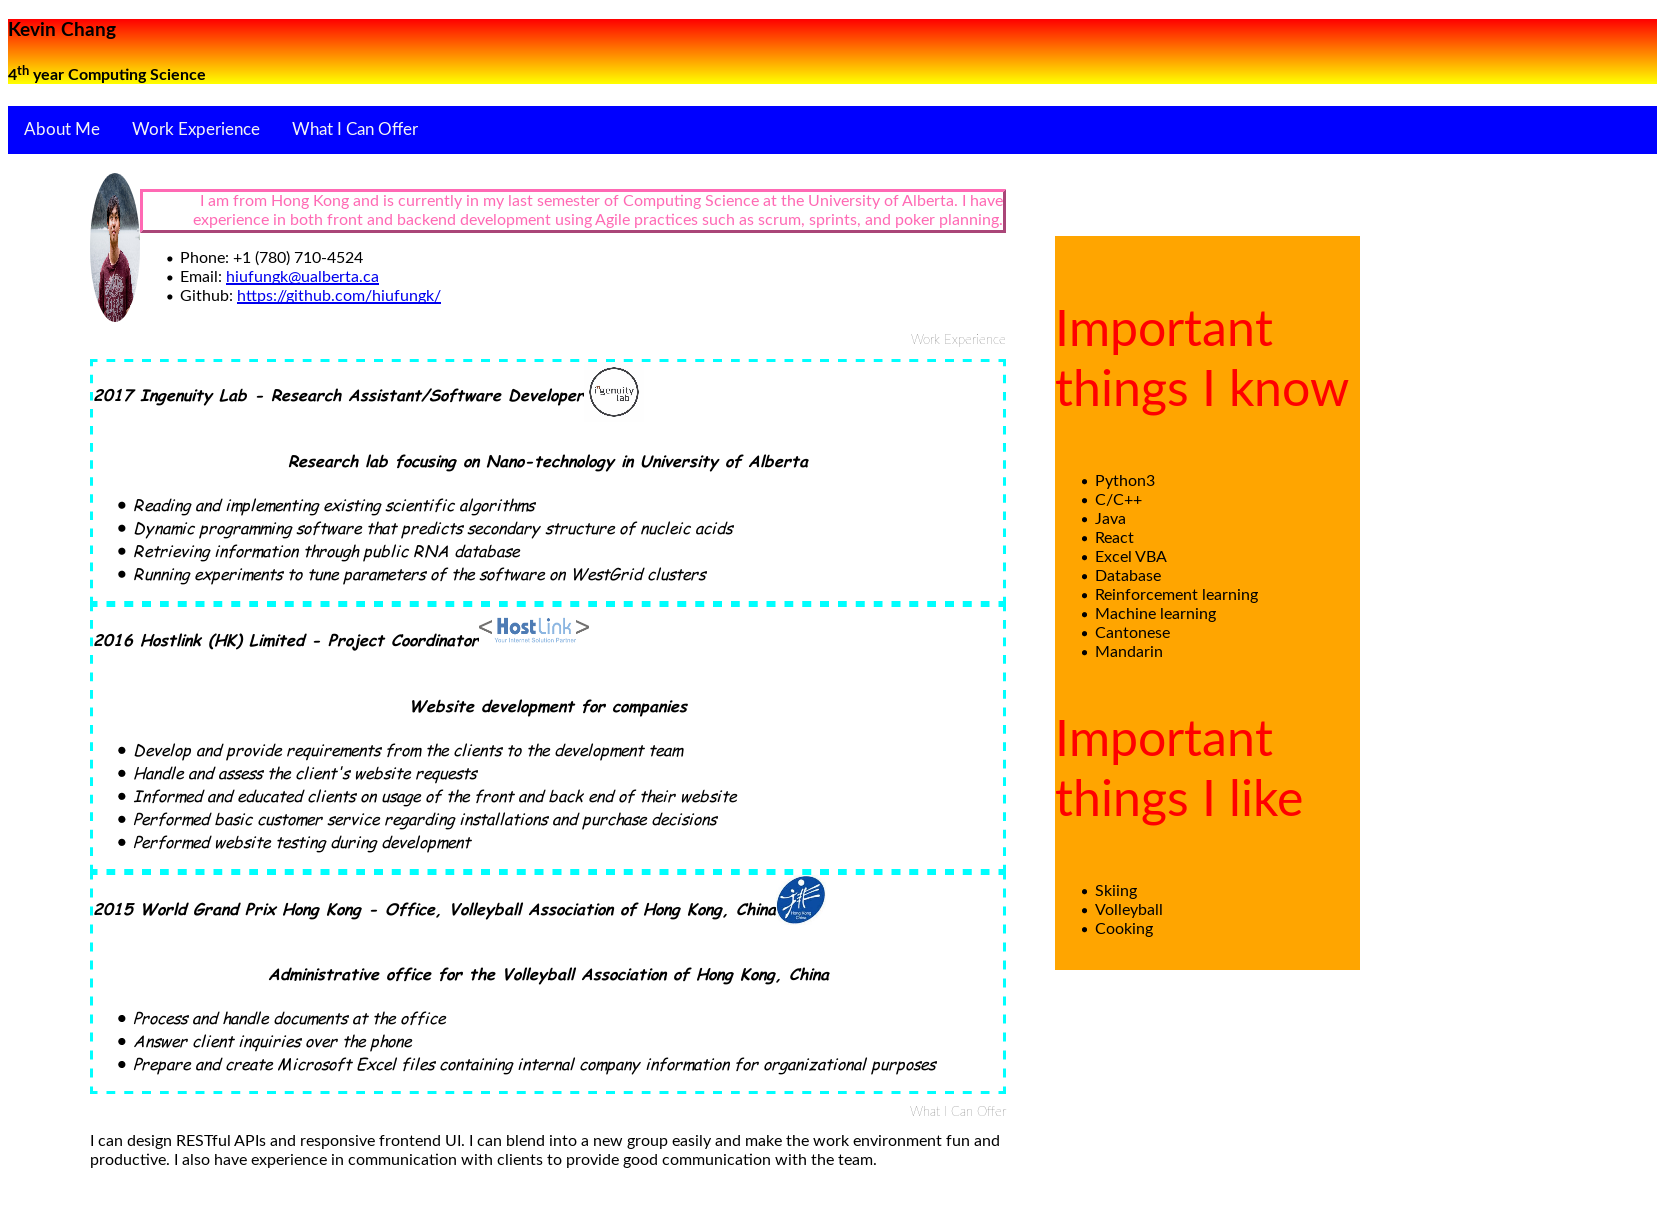 Kevin Chang
4th year Computing Science
About Me Work Experience What I Can Offer
I am from Hong Kong and is currently in my last semester of Computing Science at the University of Alberta. I have
experience in both front and backend development using Agile practices such as scrum, sprints, and poker planning.
• Phone: +1 (780) 710-4524
• Email: hiufungk@ualberta.ca
• Github: https://github.com/hiufungk/
Work Experience
2017 Ingenuity Lab - Research Assistant/Software Developer
ingenuity
lab
Research lab focusing on Nano-technology in University of Alberta
• Reading and implementing existing scientific algorithms
• Dynamic programming software that predicts secondary structure of nucleic acids
• Retrieving information through public RNA database
• Running experiments to tune parameters of the software on WestGrid clusters
2016 Hostlink (HK) Limited - Project Coordinator
<HostLink>
Your Internet Solution Partner
Website development for companies
• Develop and provide requirements from the clients to the development team
• Handle and assess the client's website requests
• Informed and educated clients on usage of the front and back end of their website
• Performed basic customer service regarding installations and purchase decisions
• Performed website testing during development
2015 World Grand Prix Hong Kong - Office, Volleyball Association of Hong Kong, China
Hong Kong
China
Administrative office for the Volleyball Association of Hong Kong, China
• Process and handle documents at the office
• Answer client inquiries over the phone
• Prepare and create Microsoft Excel files containing internal company information for organizational purposes
What I Can Offer
I can design RESTful APIs and responsive frontend UI. I can blend into a new group easily and make the work environment fun and
productive. I also have experience in communication with clients to provide good communication with the team.
Important
things I know
• Python3
• C/C++
• Java
• React
• Excel VBA
• Database
• Reinforcement learning
• Machine learning
• Cantonese
• Mandarin
Important
things I like
• Skiing
• Volleyball
• Cooking